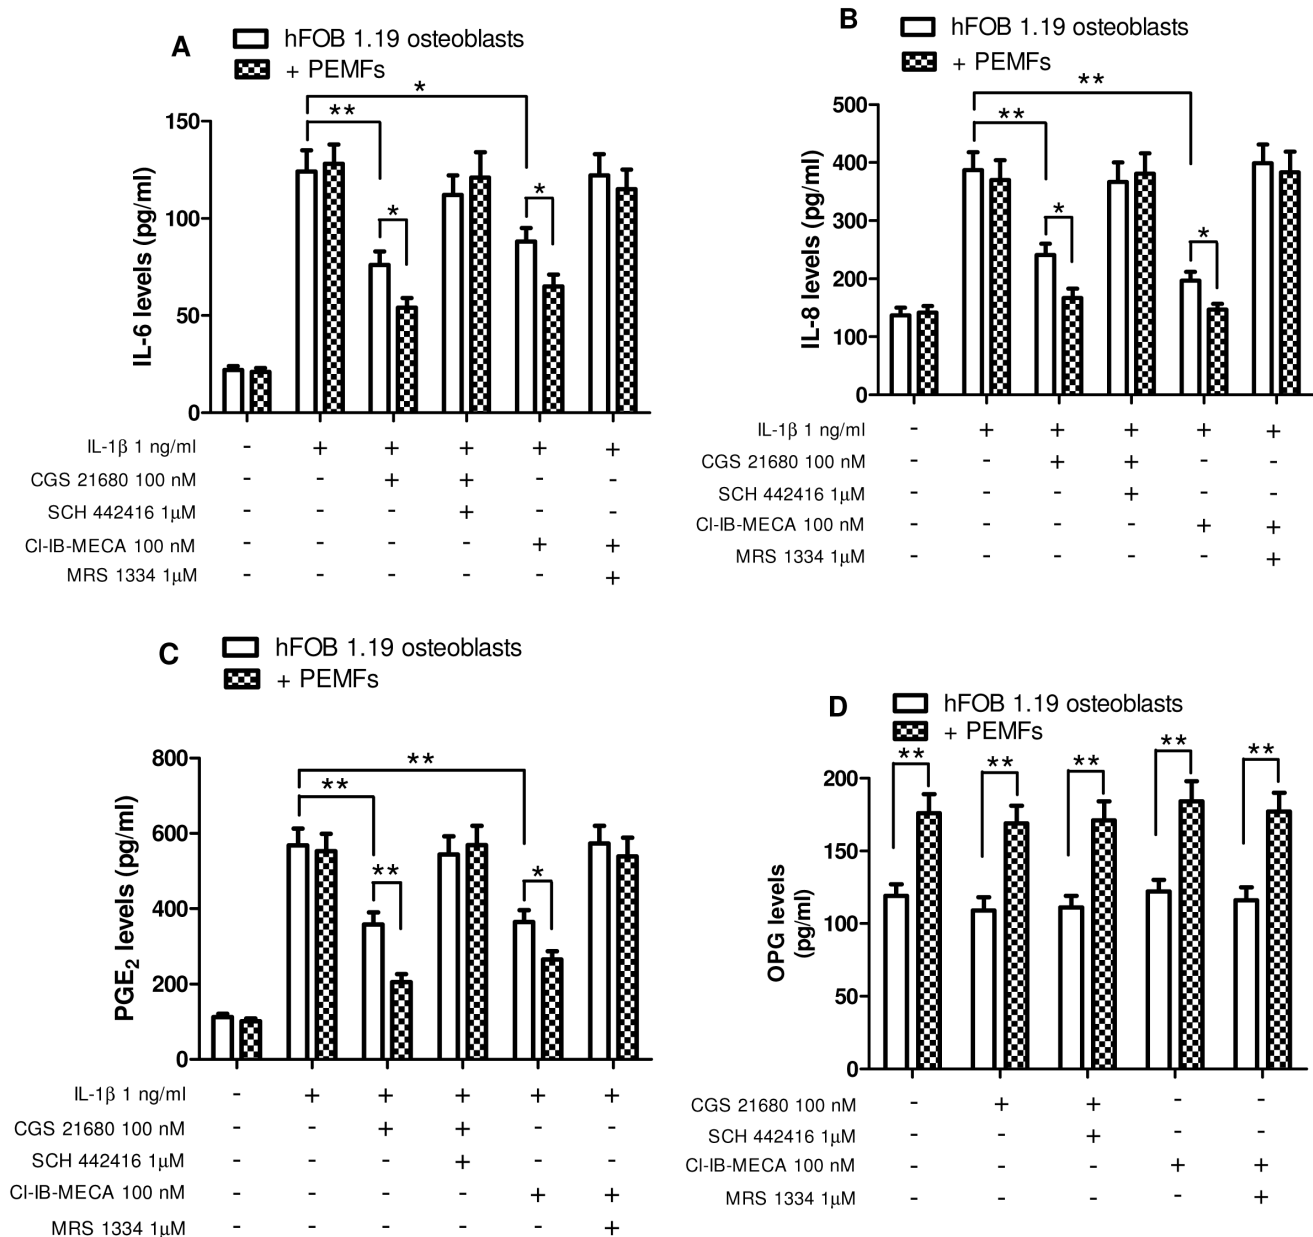 A
hFOB 1.19 osteoblasts
+ PEMFs
*
**
*
*
150
100
50
0
IL-6 levels (pg/ml)
IL-1β 1 ng/ml - + + + + +
CGS 21680 100 nM - - + + - -
SCH 442416 1µM - - - + - -
Cl-IB-MECA 100 nM - - - - + +
MRS 1334 1µM - - - - - +
B
hFOB 1.19 osteoblasts
+ PEMFs
**
**
*
*
500
400
300
200
100
0
IL-8 levels (pg/ml)
IL-1β 1 ng/ml - + + + + +
CGS 21680 100 nM - - + + - -
SCH 442416 1µM - - - + - -
Cl-IB-MECA 100 nM - - - - + +
MRS 1334 1µM - - - - - +
C
hFOB 1.19 osteoblasts
+ PEMFs
**
**
**
*
800
600
400
200
0
PGE₂ levels (pg/ml)
IL-1β 1 ng/ml - + + + + +
CGS 21680 100 nM - - + + - -
SCH 442416 1µM - - - + - -
Cl-IB-MECA 100 nM - - - - + +
MRS 1334 1µM - - - - - +
D
hFOB 1.19 osteoblasts
+ PEMFs
** ** ** ** **
200
150
100
50
0
OPG levels
(pg/ml)
CGS 21680 100 nM - + + - -
SCH 442416 1µM - - + - -
Cl-IB-MECA 100 nM - - - + +
MRS 1334 1µM - - - - +